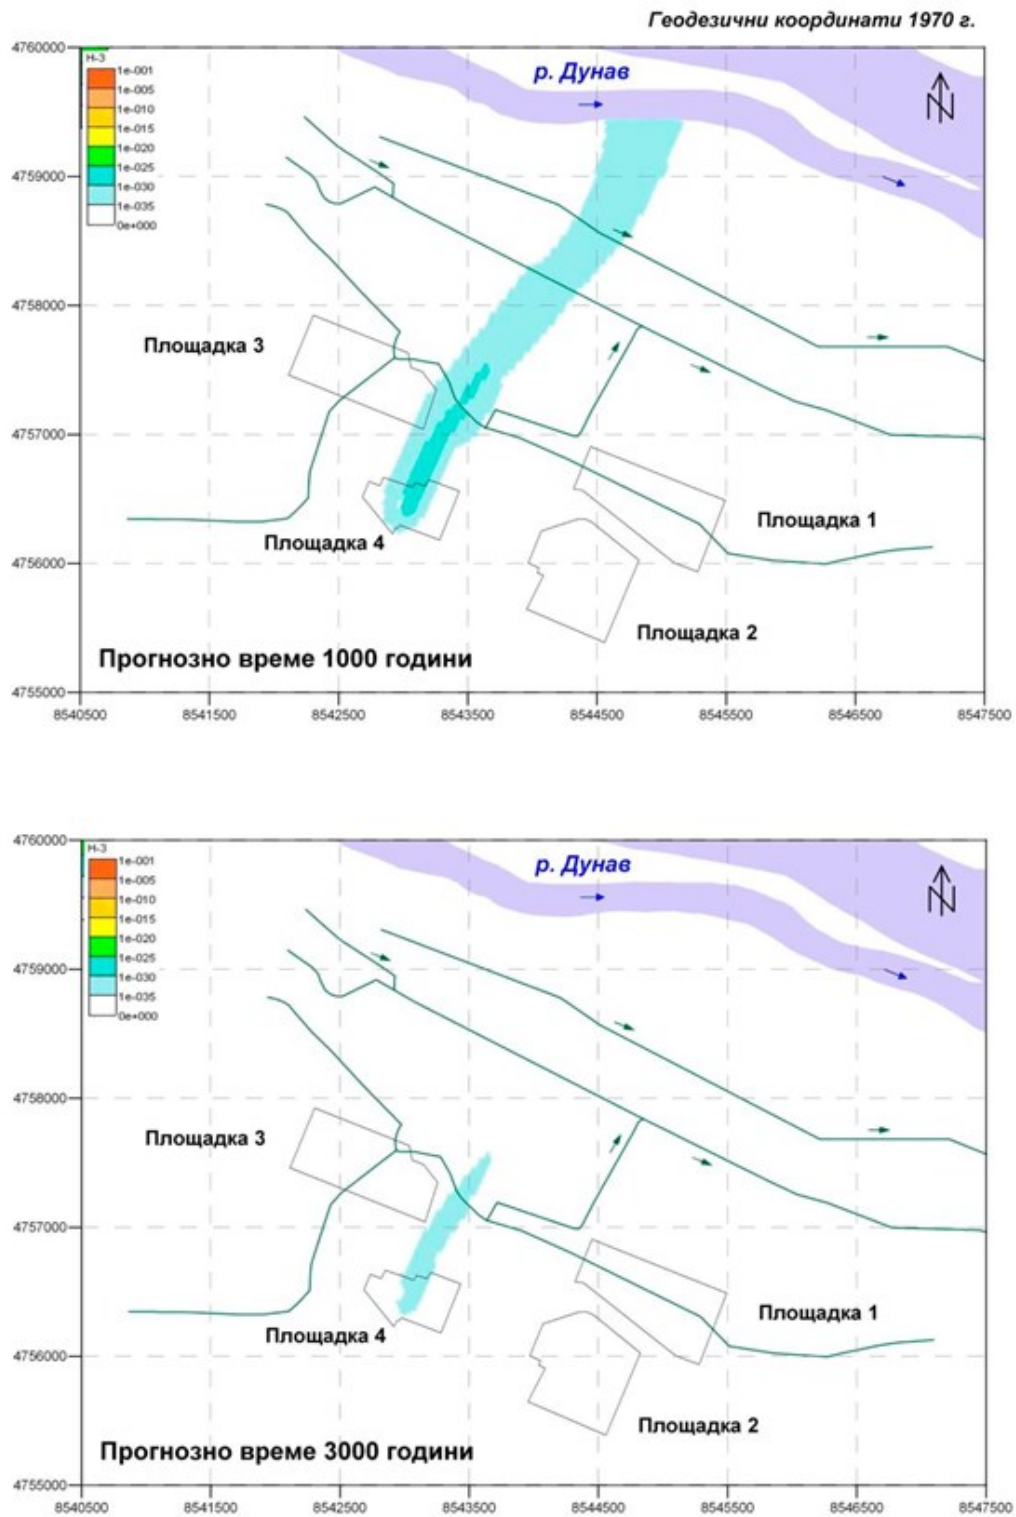 Геодезични координати 1970 г.
4760000
H-3
1e-001
1e-005
1e-010
1e-015
1e-020
1e-025
1e-030
1e-035
0e+000
р. Дунав
N
4759000
4758000
Площадка 3
4757000
Площадка 1
Площадка 4
4756000
Площадка 2
Прогнозно време 1000 години
4755000
8540500 8541500 8542500 8543500 8544500 8545500 8546500 8547500
4760000
H-3
1e-001
1e-005
1e-010
1e-015
1e-020
1e-025
1e-030
1e-035
0e+000
р. Дунав
N
4759000
4758000
Площадка 3
4757000
Площадка 1
Площадка 4
4756000
Площадка 2
Прогнозно време 3000 години
4755000
8540500 8541500 8542500 8543500 8544500 8545500 8546500 8547500